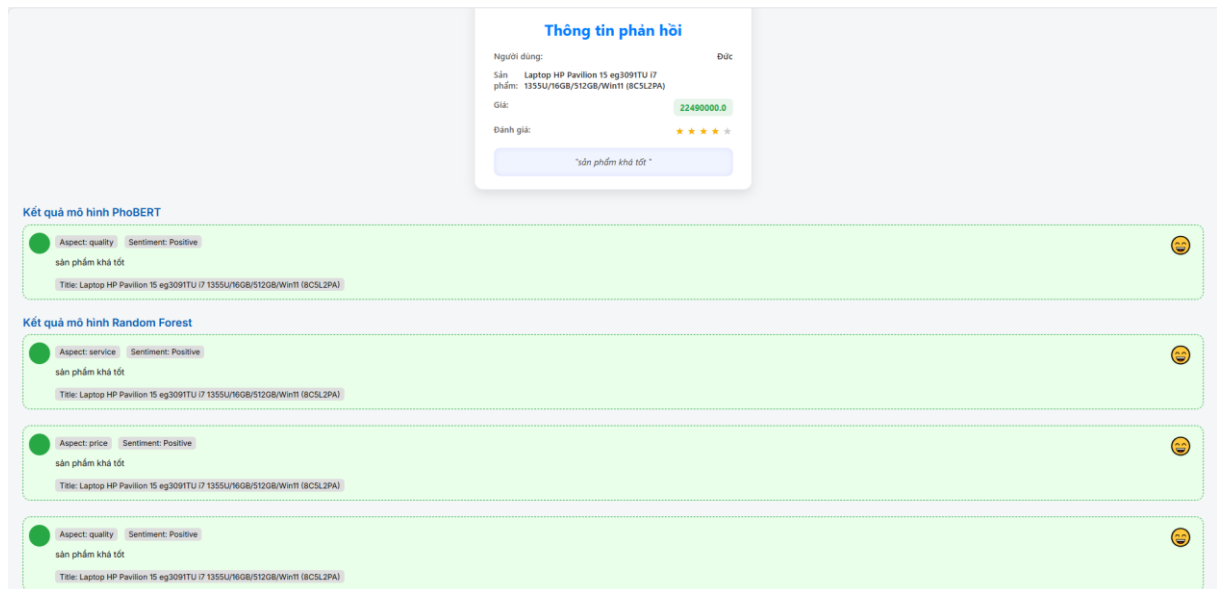 Thông tin phản hồi
Người dùng: Đức
Sản phẩm: Laptop HP Pavilion 15 eg3091TU i7
1355U/16GB/512GB/Win11 (8C5L2PA)
Giá: 22490000.0
Đánh giá: ★ ★ ★ ★ ★
"sản phẩm khá tốt "
Kết quả mô hình PhoBERT
Aspect: quality Sentiment: Positive
sản phẩm khá tốt
Title: Laptop HP Pavilion 15 eg3091TU i7 1355U/16GB/512GB/Win11 (8C5L2PA)
Kết quả mô hình Random Forest
Aspect: service Sentiment: Positive
sản phẩm khá tốt
Title: Laptop HP Pavilion 15 eg3091TU i7 1355U/16GB/512GB/Win11 (8C5L2PA)
Aspect: price Sentiment: Positive
sản phẩm khá tốt
Title: Laptop HP Pavilion 15 eg3091TU i7 1355U/16GB/512GB/Win11 (8C5L2PA)
Aspect: quality Sentiment: Positive
sản phẩm khá tốt
Title: Laptop HP Pavilion 15 eg3091TU i7 1355U/16GB/512GB/Win11 (8C5L2PA)